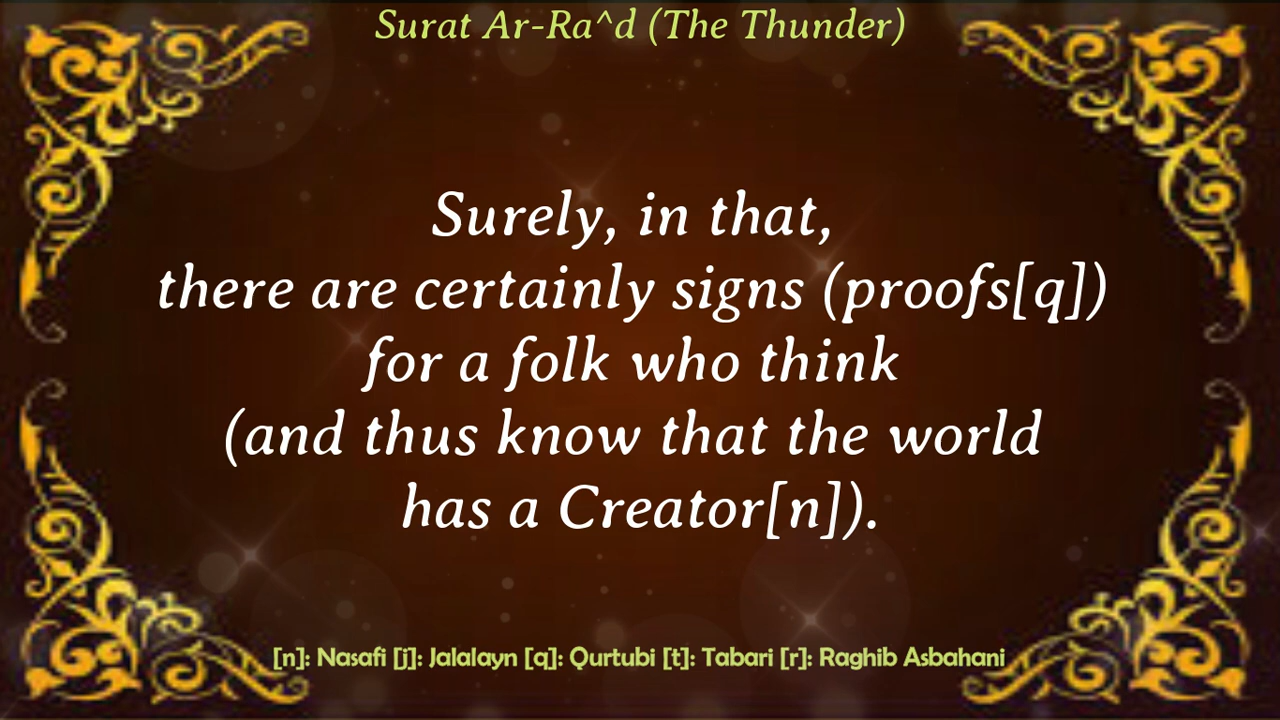 Surat Ar-Ra^d (The Thunder)
Surely, in that,
there are certainly signs (proofs[q])
for a folk who think
(and thus know that the world
has a Creator[n]).
[n]: Nasafi [j]: Jalalayn [q]: Qurtubi [t]: Tabari [r]: Raghib Asbahani